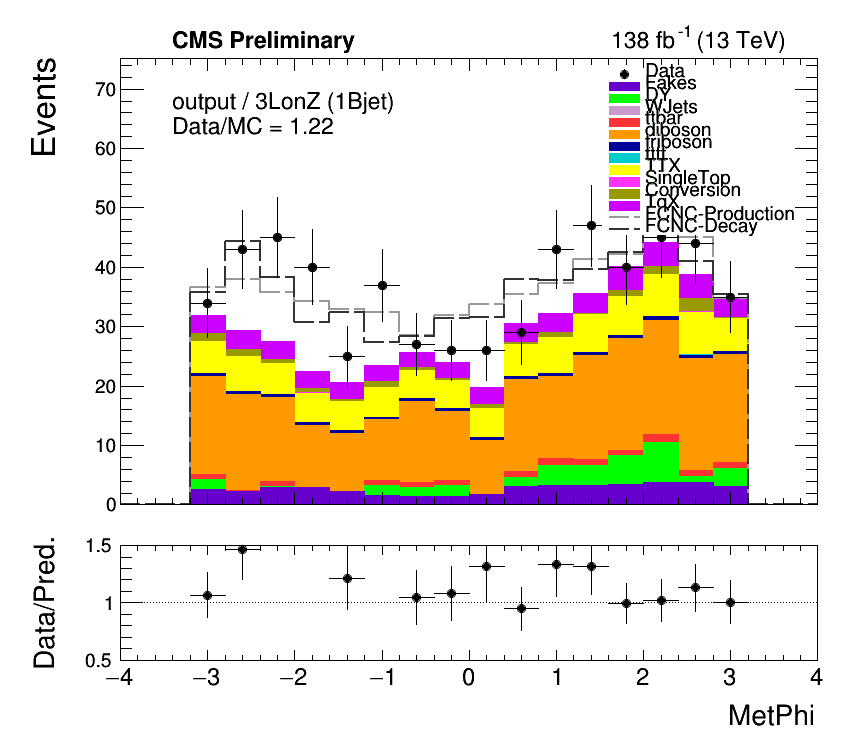 CMS Preliminary
138 fb-1 (13 TeV)
Events
output / 3LonZ (1Bjet)
Data/MC = 1.22
Data
Fakes
DY
WJets
ttbar
diboson
triboson
tttt
TTX
SingleTop
Conversion
TqX
FCNC-Production
FCNC-Decay
70
60
50
40
30
20
10
0
Data/Pred.
1.5
1
0.5
−4 −3 −2 −1 0 1 2 3 4
MetPhi